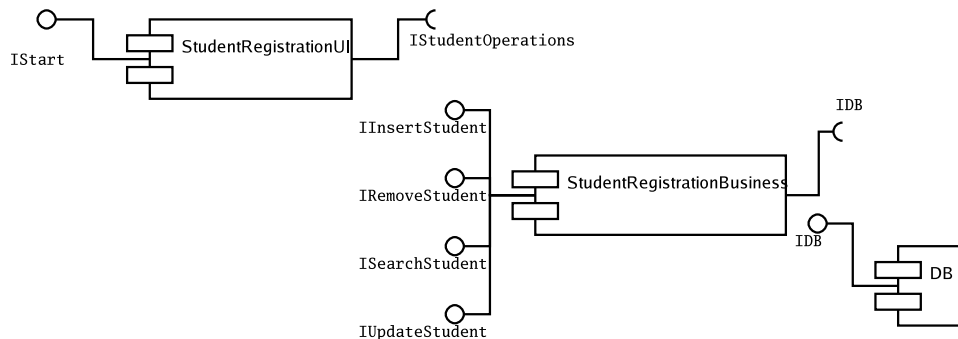 StudentRegistrationUI
IStudentOperations
IStart
IInsertStudent
IDB
StudentRegistrationBusiness
IRemoveStudent
IDB
ISearchStudent
DB
IUpdateStudent